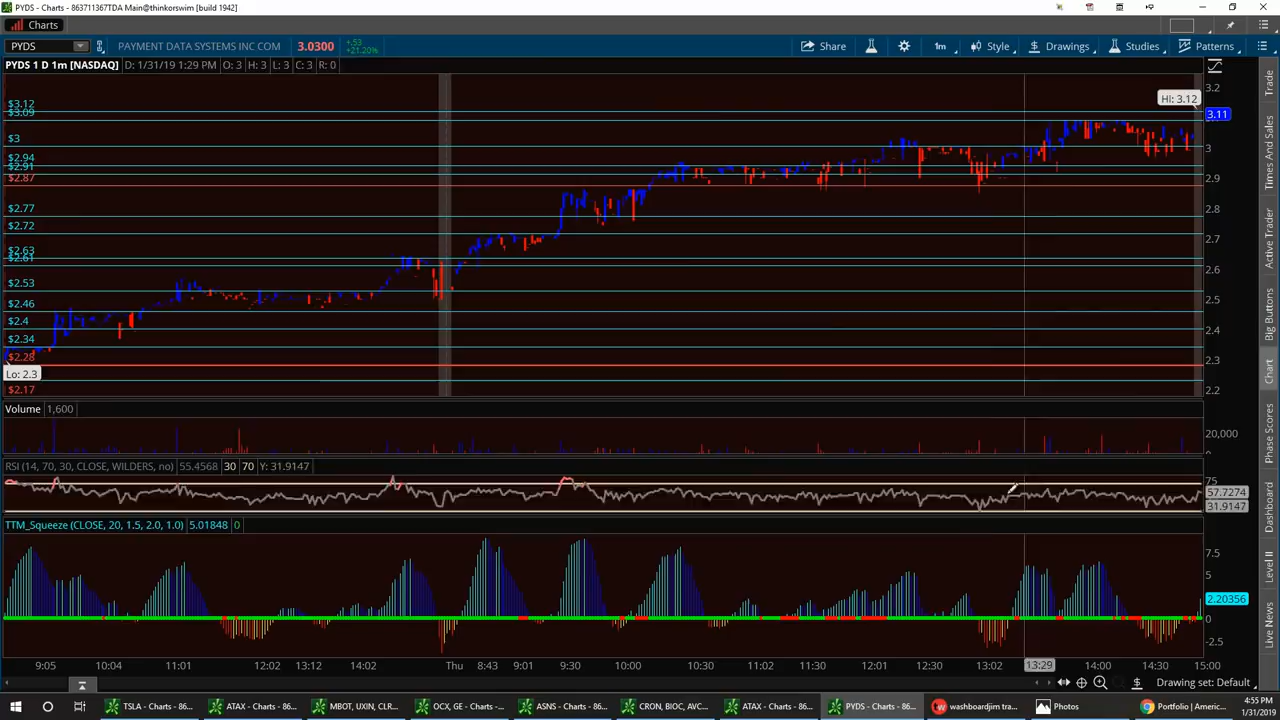 PYDS - Charts - 863711367TDA Main@thinkorswim [build 1942]
Charts
PYDS PAYMENT DATA SYSTEMS INC COM 3.0300 +.53 +21.20% Share 1m Style Drawings Studies Patterns
PYDS 1 D 1m [NASDAQ] D: 1/31/19 1:29 PM O: 3 H: 3 L: 3 C: 3 R: 0
3.2
Hi: 3.12
$3.12
$3.09
3.11
$3
3
$2.94
$2.91
$2.87
2.9
$2.77
2.8
$2.72
2.7
$2.63
$2.61
2.6
$2.53
2.5
$2.46
$2.4
2.4
$2.34
$2.28
2.3
Lo: 2.3
$2.17
2.2
Volume 1,600
20,000
0
RSI (14, 70, 30, CLOSE, WILDERS, no) 55.4568 30 70 Y: 31.9147
75
57.7274
31.9147
TTM_Squeeze (CLOSE, 20, 1.5, 2.0, 1.0) 5.01848 0
7.5
5
2.20356
0
-2.5
9:05 10:04 11:01 12:02 13:12 14:02 Thu 8:43 9:01 9:30 10:00 10:30 11:02 11:30 12:01 12:30 13:02 13:29 14:00 14:30 15:00
Drawing set: Default
Trade
Times And Sales
Active Trader
Big Buttons
Chart
Phase Scores
Dashboard
Level II
Live News
TSLA - Charts - 86... ATAX - Charts - 86... MBOT, UXIN, CLR... OCX, GE - Charts -... ASNS - Charts - 86... CRON, BIOC, AVC... ATAX - Charts - 86... PYDS - Charts - 86... washboardjim tra... Photos Portfolio | Americ...
4:55 PM
1/31/2019